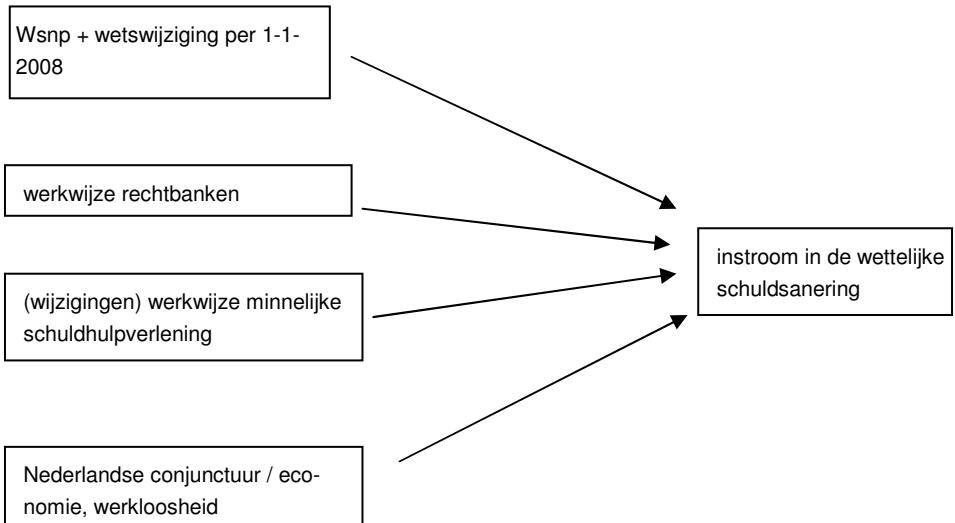 Wsnp + wetswijziging per 1-1-
2008
werkwijze rechtbanken
(wijzigingen) werkwijze minnelijke
schuldhulpverlening
Nederlandse conjunctuur / eco-
nomie, werkloosheid
instroom in de wettelijke
schuldsanering